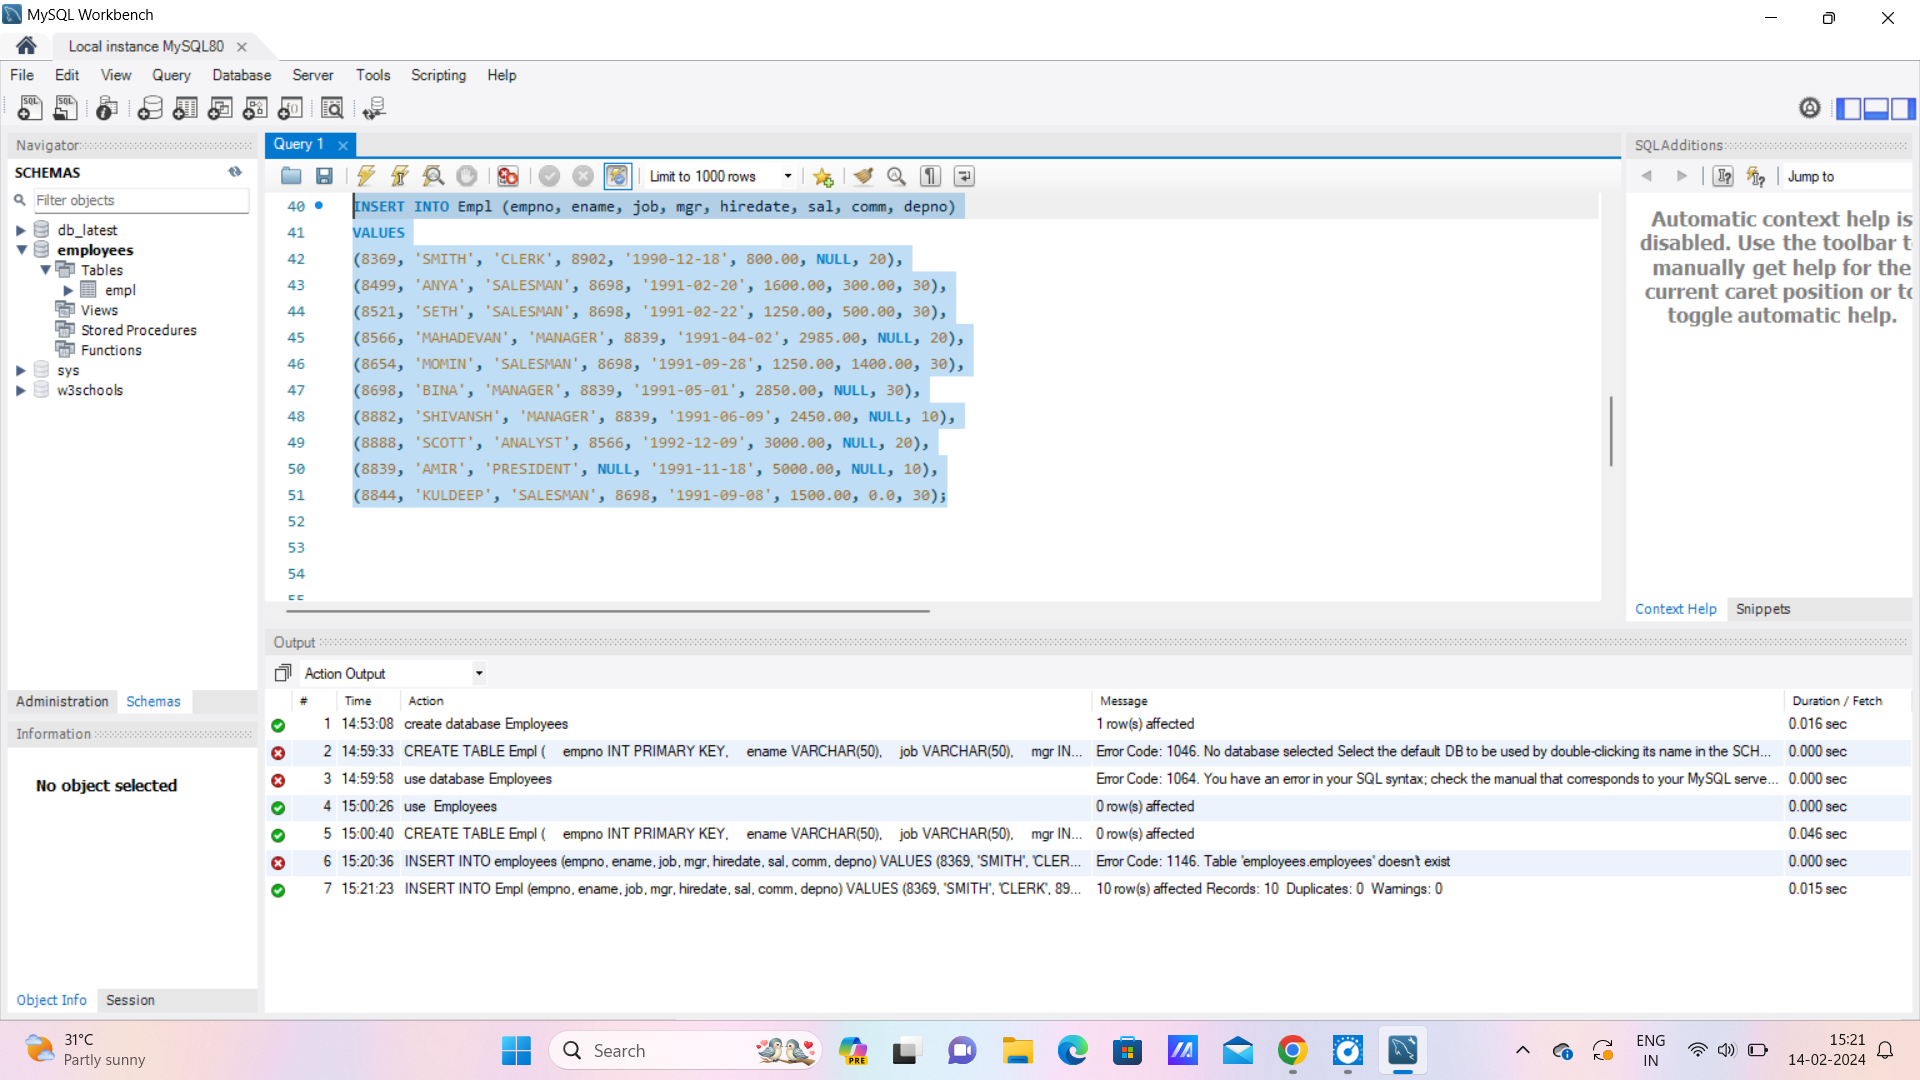 MySQL Workbench
Local instance MySQL80
File Edit View Query Database Server Tools Scripting Help
Navigator
SCHEMAS
Filter objects
db_latest
employees
Tables
empl
Views
Stored Procedures
Functions
sys
w3schools
Administration Schemas
Information
No object selected
Object Info Session
Query 1
Limit to 1000 rows
40 INSERT INTO Empl (empno, ename, job, mgr, hiredate, sal, comm, depno)
41 VALUES
42 (8369, 'SMITH', 'CLERK', 8902, '1990-12-18', 800.00, NULL, 20),
43 (8499, 'ANYA', 'SALESMAN', 8698, '1991-02-20', 1600.00, 300.00, 30),
44 (8521, 'SETH', 'SALESMAN', 8698, '1991-02-22', 1250.00, 500.00, 30),
45 (8566, 'MAHADEVAN', 'MANAGER', 8839, '1991-04-02', 2985.00, NULL, 20),
46 (8654, 'MOMIN', 'SALESMAN', 8698, '1991-09-28', 1250.00, 1400.00, 30),
47 (8698, 'BINA', 'MANAGER', 8839, '1991-05-01', 2850.00, NULL, 30),
48 (8882, 'SHIVANSH', 'MANAGER', 8839, '1991-06-09', 2450.00, NULL, 10),
49 (8888, 'SCOTT', 'ANALYST', 8566, '1992-12-09', 3000.00, NULL, 20),
50 (8839, 'AMIR', 'PRESIDENT', NULL, '1991-11-18', 5000.00, NULL, 10),
51 (8844, 'KULDEEP', 'SALESMAN', 8698, '1991-09-08', 1500.00, 0.0, 30);
52
53
54
55
SQLAdditions
Jump to
Automatic context help is
disabled. Use the toolbar t
manually get help for the
current caret position or to
toggle automatic help.
Context Help Snippets
Output
Action Output
# Time Action Message Duration / Fetch
1 14:53:08 create database Employees 1 row(s) affected 0.016 sec
2 14:59:33 CREATE TABLE Empl ( empno INT PRIMARY KEY, ename VARCHAR(50), job VARCHAR(50), mgr IN... Error Code: 1046. No database selected Select the default DB to be used by double-clicking its name in the SCH... 0.000 sec
3 14:59:58 use database Employees Error Code: 1064. You have an error in your SQL syntax; check the manual that corresponds to your MySQL serve... 0.000 sec
4 15:00:26 use Employees 0 row(s) affected 0.000 sec
5 15:00:40 CREATE TABLE Empl ( empno INT PRIMARY KEY, ename VARCHAR(50), job VARCHAR(50), mgr IN... 0 row(s) affected 0.046 sec
6 15:20:36 INSERT INTO employees (empno, ename, job, mgr, hiredate, sal, comm, depno) VALUES (8369, 'SMITH', 'CLER... Error Code: 1146. Table 'employees.employees' doesn't exist 0.000 sec
7 15:21:23 INSERT INTO Empl (empno, ename, job, mgr, hiredate, sal, comm, depno) VALUES (8369, 'SMITH', 'CLERK', 89... 10 row(s) affected Records: 10 Duplicates: 0 Warnings: 0 0.015 sec
31°C
Partly sunny
Search
PRE
ENG
IN
15:21
14-02-2024